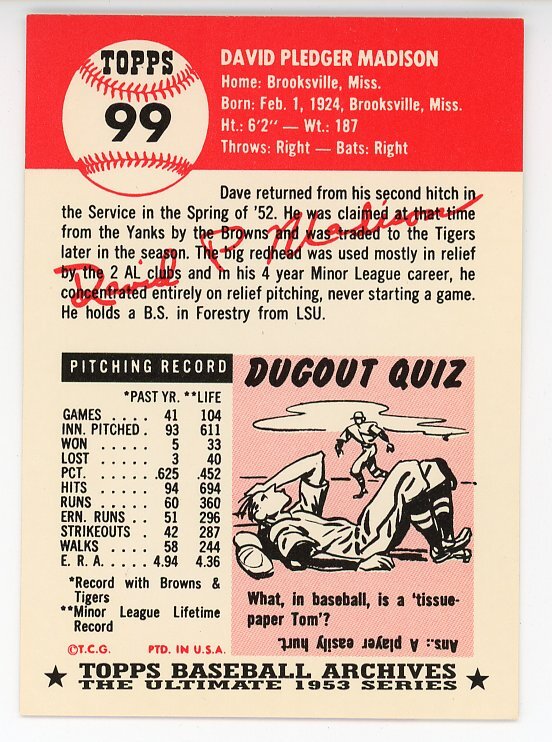 TOPPS
99
DAVID PLEDGER MADISON
Home: Brooksville, Miss.
Born: Feb. 1, 1924, Brooksville, Miss.
Ht.: 6'2" — Wt.: 187
Throws: Right — Bats: Right
Dave returned from his second hitch in
the Service in the Spring of '52. He was claimed at that time
from the Yanks by the Browns and was traded to the Tigers
later in the season. The big redhead was used mostly in relief
by the 2 AL clubs and in his 4 year Minor League career, he
concentrated entirely on relief pitching, never starting a game.
He holds a B.S. in Forestry from LSU.
David P. Madison
PITCHING RECORD
*PAST YR. **LIFE
GAMES . . . . 41 104
INN. PITCHED . 93 611
WON . . . . . 5 33
LOST . . . . 3 40
PCT. . . . . .625 .452
HITS . . . . 94 694
RUNS . . . . 60 360
ERN. RUNS . . 51 296
STRIKEOUTS . . 42 287
WALKS . . . . 58 244
E. R. A. . . . . 4.94 4.36
*Record with Browns &
Tigers
**Minor League Lifetime
Record
©T.C.G. PTD. IN U.S.A.
DUGOUT QUIZ
What, in baseball, is a 'tissue-
paper Tom'?
Ans.: A player easily hurt.
★ TOPPS BASEBALL ARCHIVES ★
THE ULTIMATE 1953 SERIES